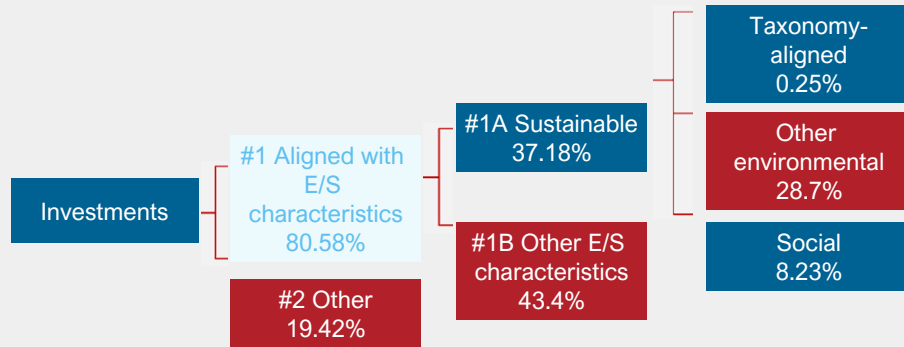 Investments
#1 Aligned with
E/S
characteristics
80.58%
#2 Other
19.42%
#1A Sustainable
37.18%
#1B Other E/S
characteristics
43.4%
Taxonomy-
aligned
0.25%
Other
environmental
28.7%
Social
8.23%